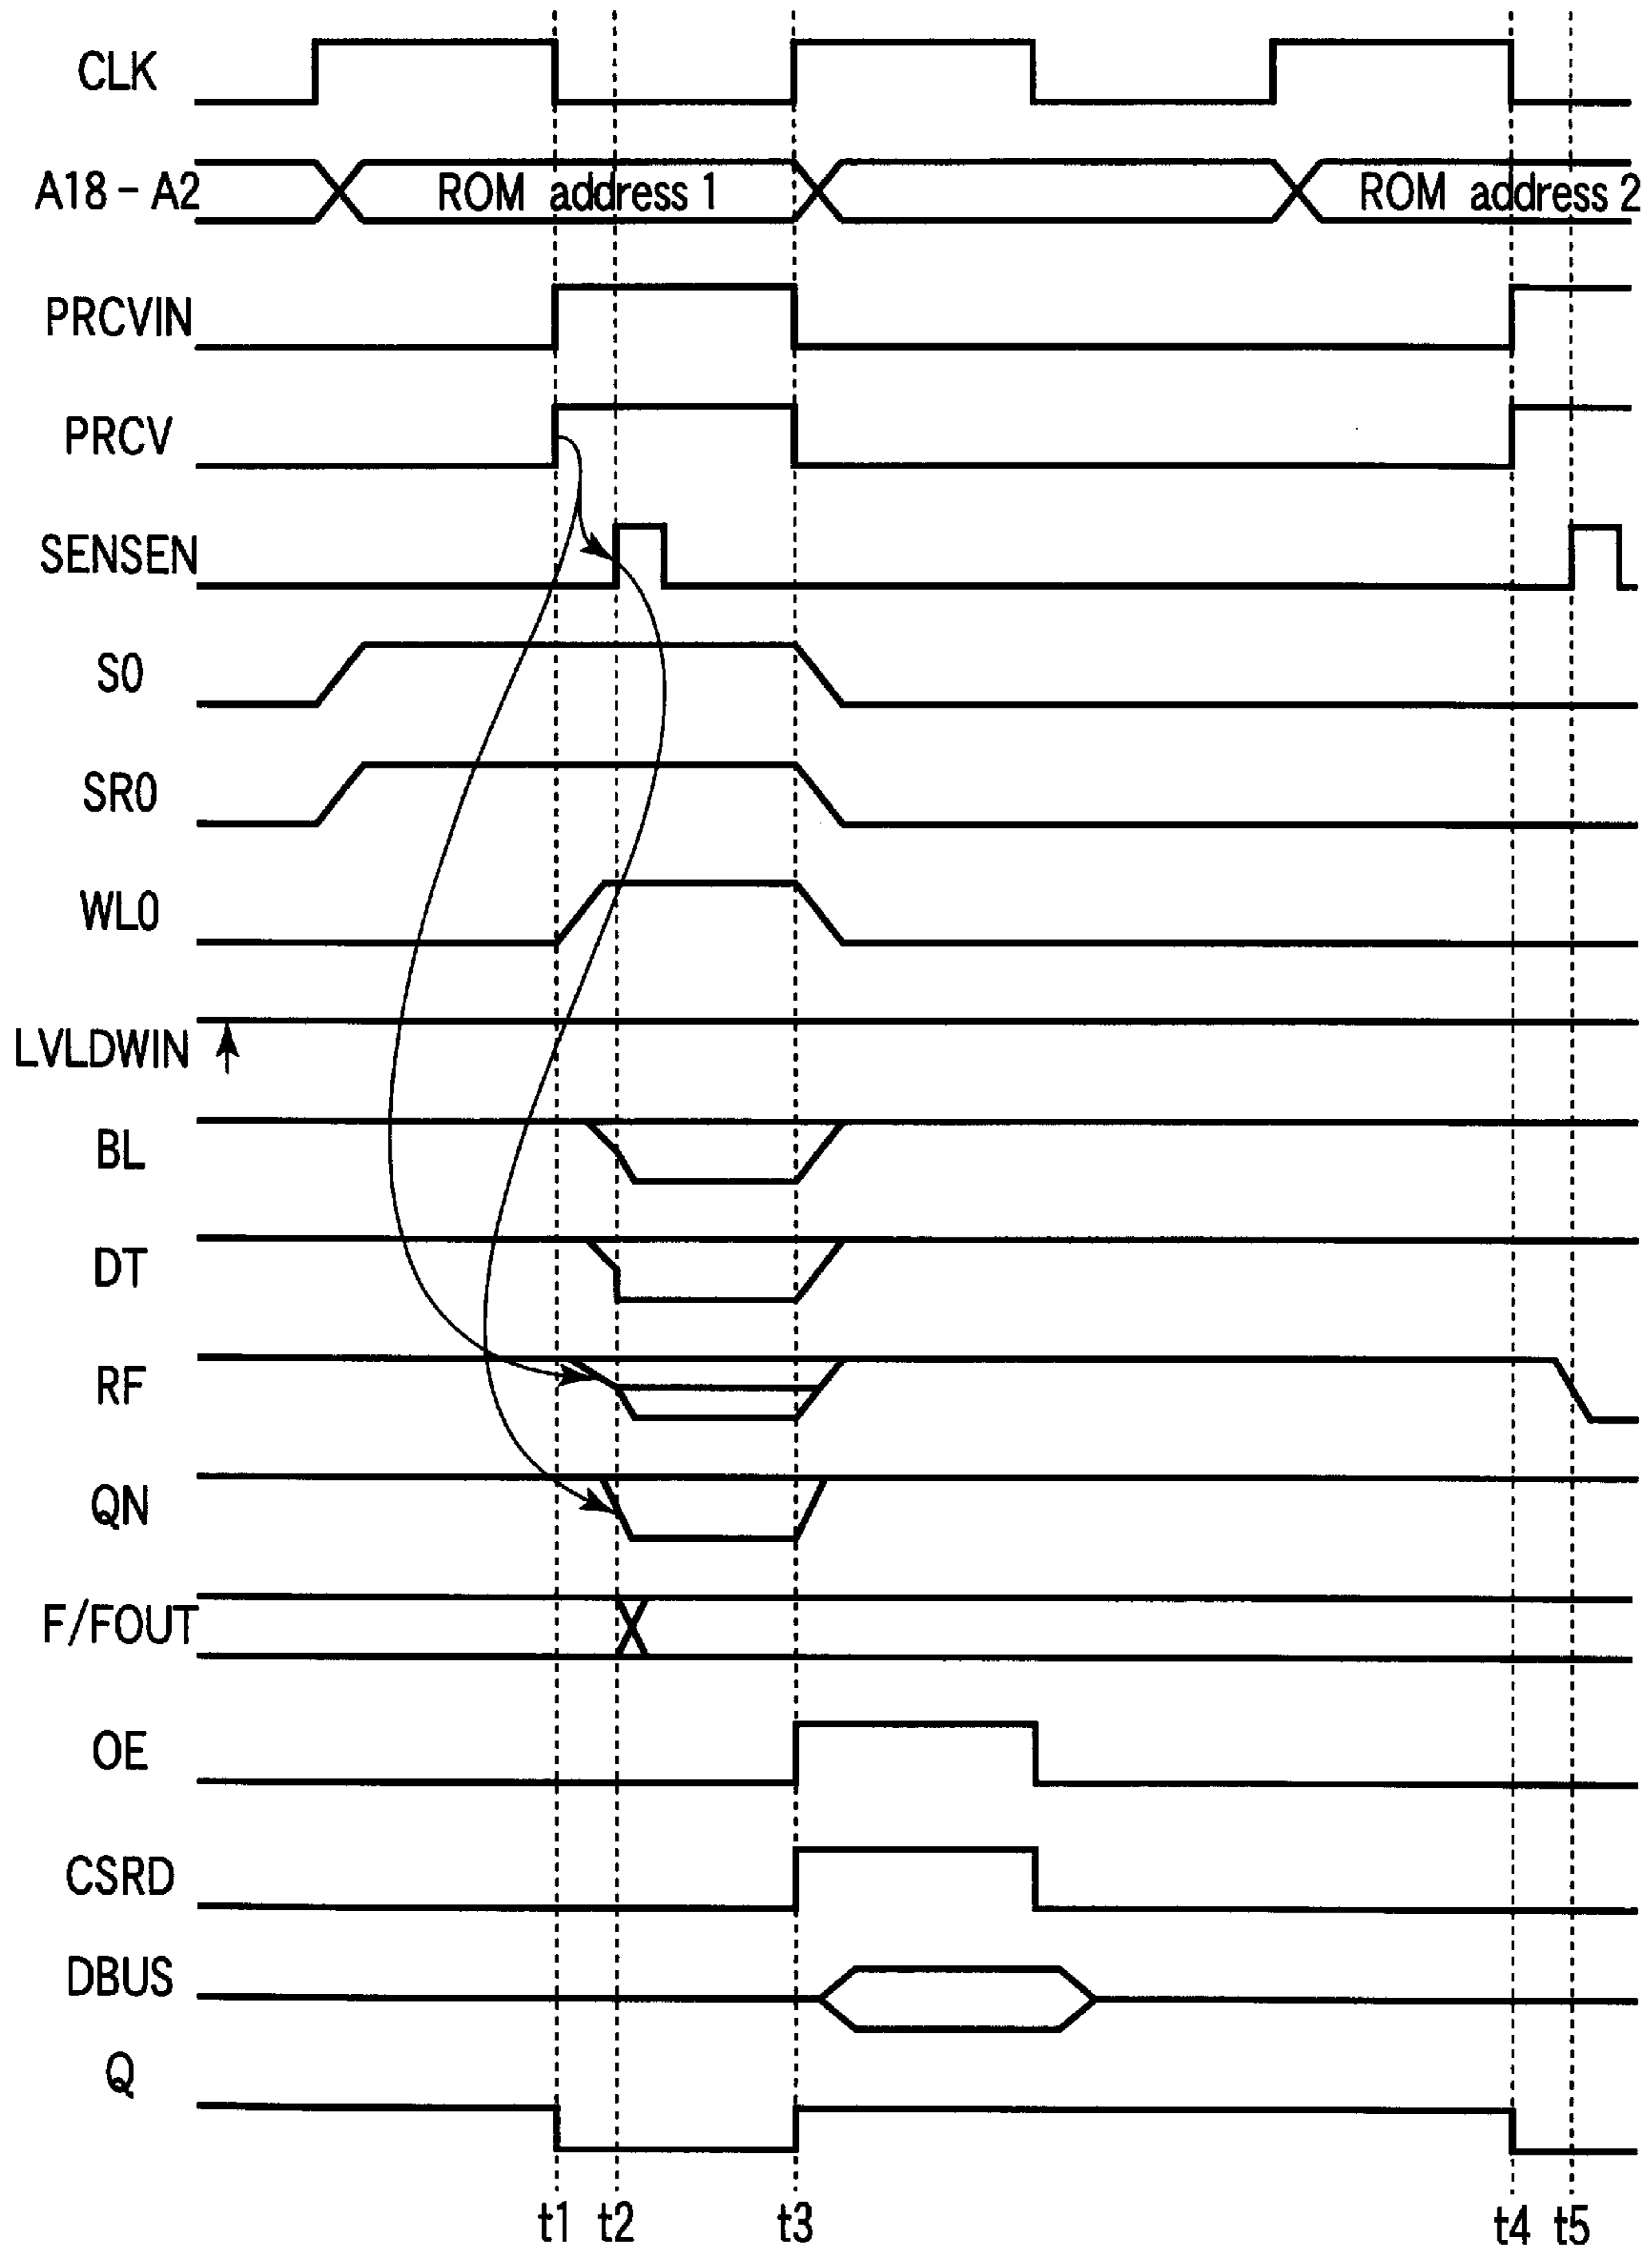 CLK
A18 - A2
ROM address 1
ROM address 2
PRCVIN
PRCV
SENSEN
S0
SR0
WL0
LVLDWIN
BL
DT
RF
QN
F/FOUT
OE
CSRD
DBUS
Q
t1 t2 t3 t4 t5